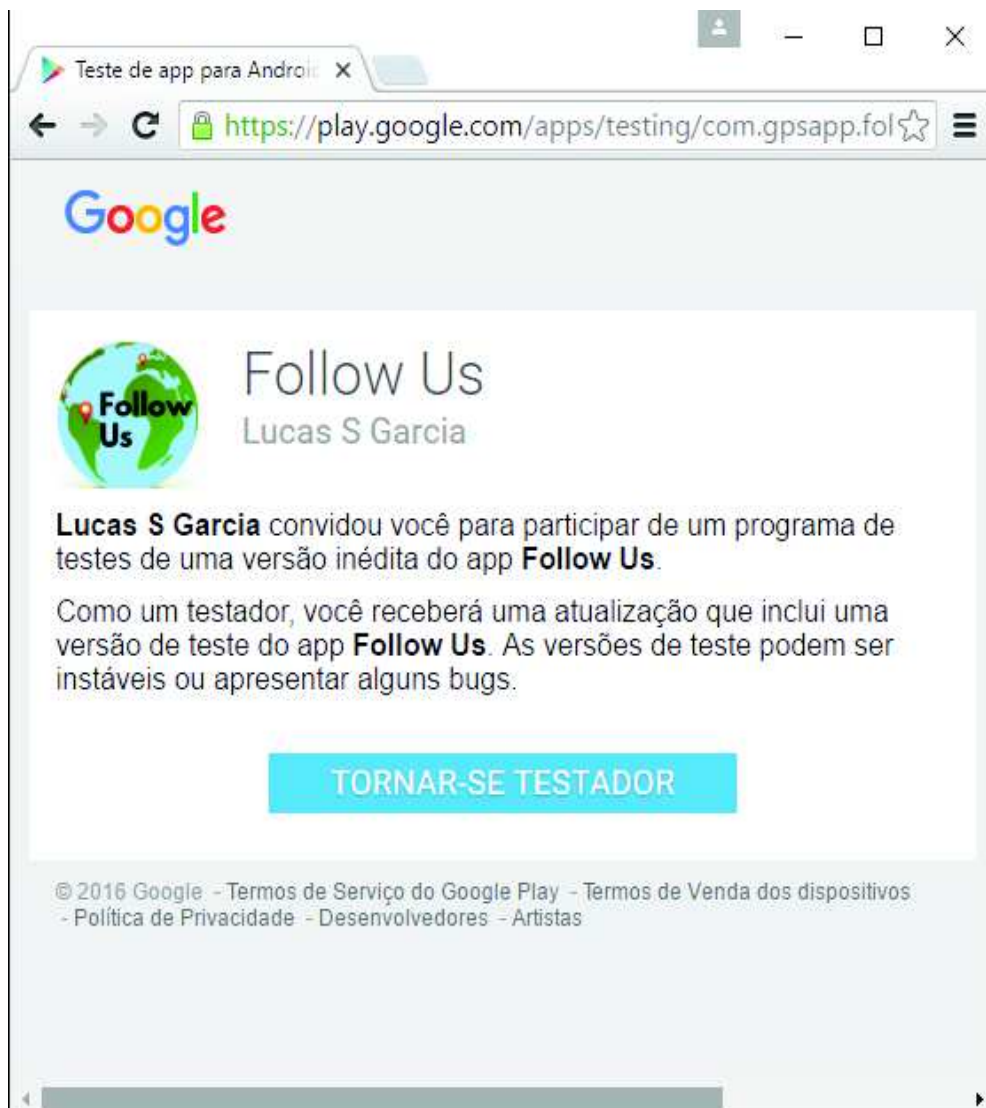 Teste de app para Androi
https://play.google.com/apps/testing/com.gpsapp.fol
Google
Follow Us
Follow Us
Lucas S Garcia
Lucas S Garcia convidou você para participar de um programa de
testes de uma versão inédita do app Follow Us.
Como um testador, você receberá uma atualização que inclui uma
versão de teste do app Follow Us. As versões de teste podem ser
instáveis ou apresentar alguns bugs.
TORNAR-SE TESTADOR
© 2016 Google - Termos de Serviço do Google Play - Termos de Venda dos dispositivos
- Política de Privacidade - Desenvolvedores - Artistas